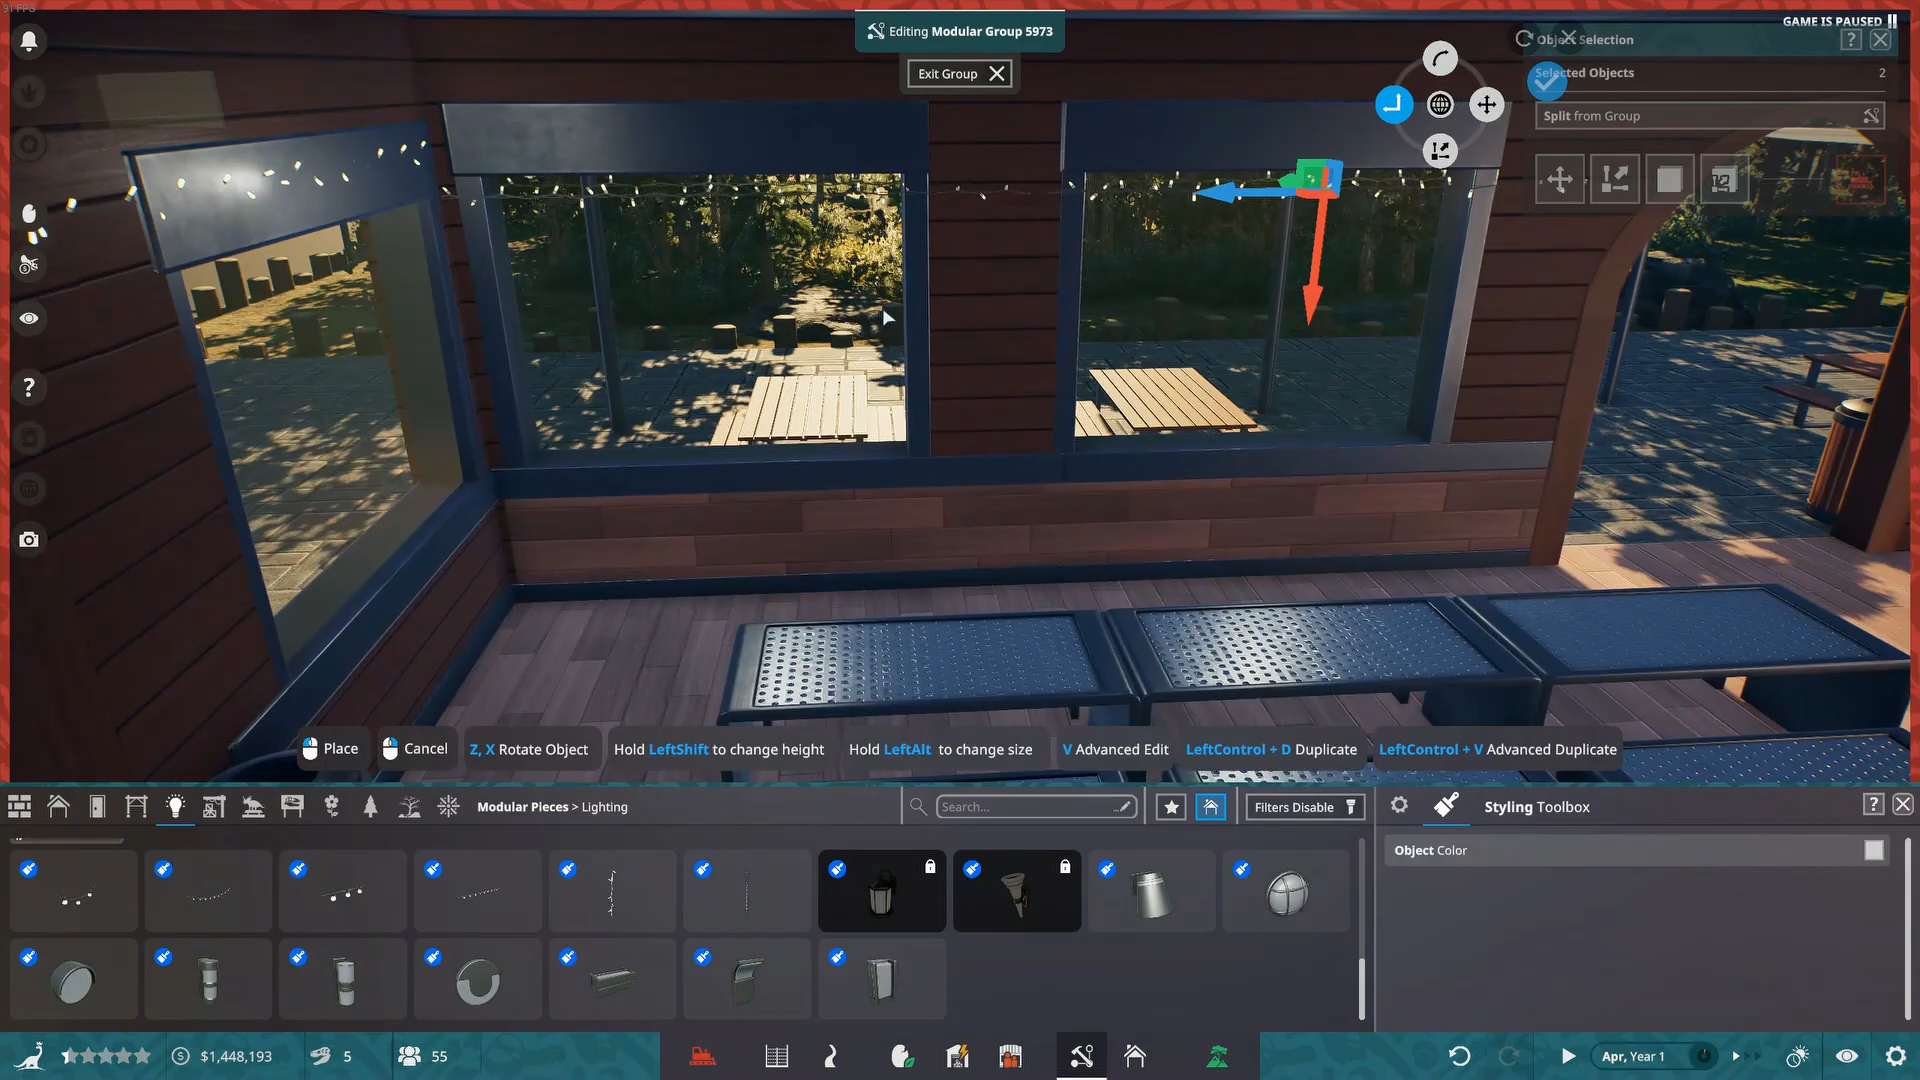 91 FPS
Editing Modular Group 5973
Exit Group
GAME IS PAUSED
Object Selection
?
Selected Objects 2
Split from Group
?
Place
Cancel
Z, X Rotate Object
Hold LeftShift to change height
Hold LeftAlt to change size
V Advanced Edit
LeftControl + D Duplicate
LeftControl + V Advanced Duplicate
Modular Pieces > Lighting
Search...
Filters Disable
Styling Toolbox
?
Object Color
$1,448,193
5
55
Apr, Year 1